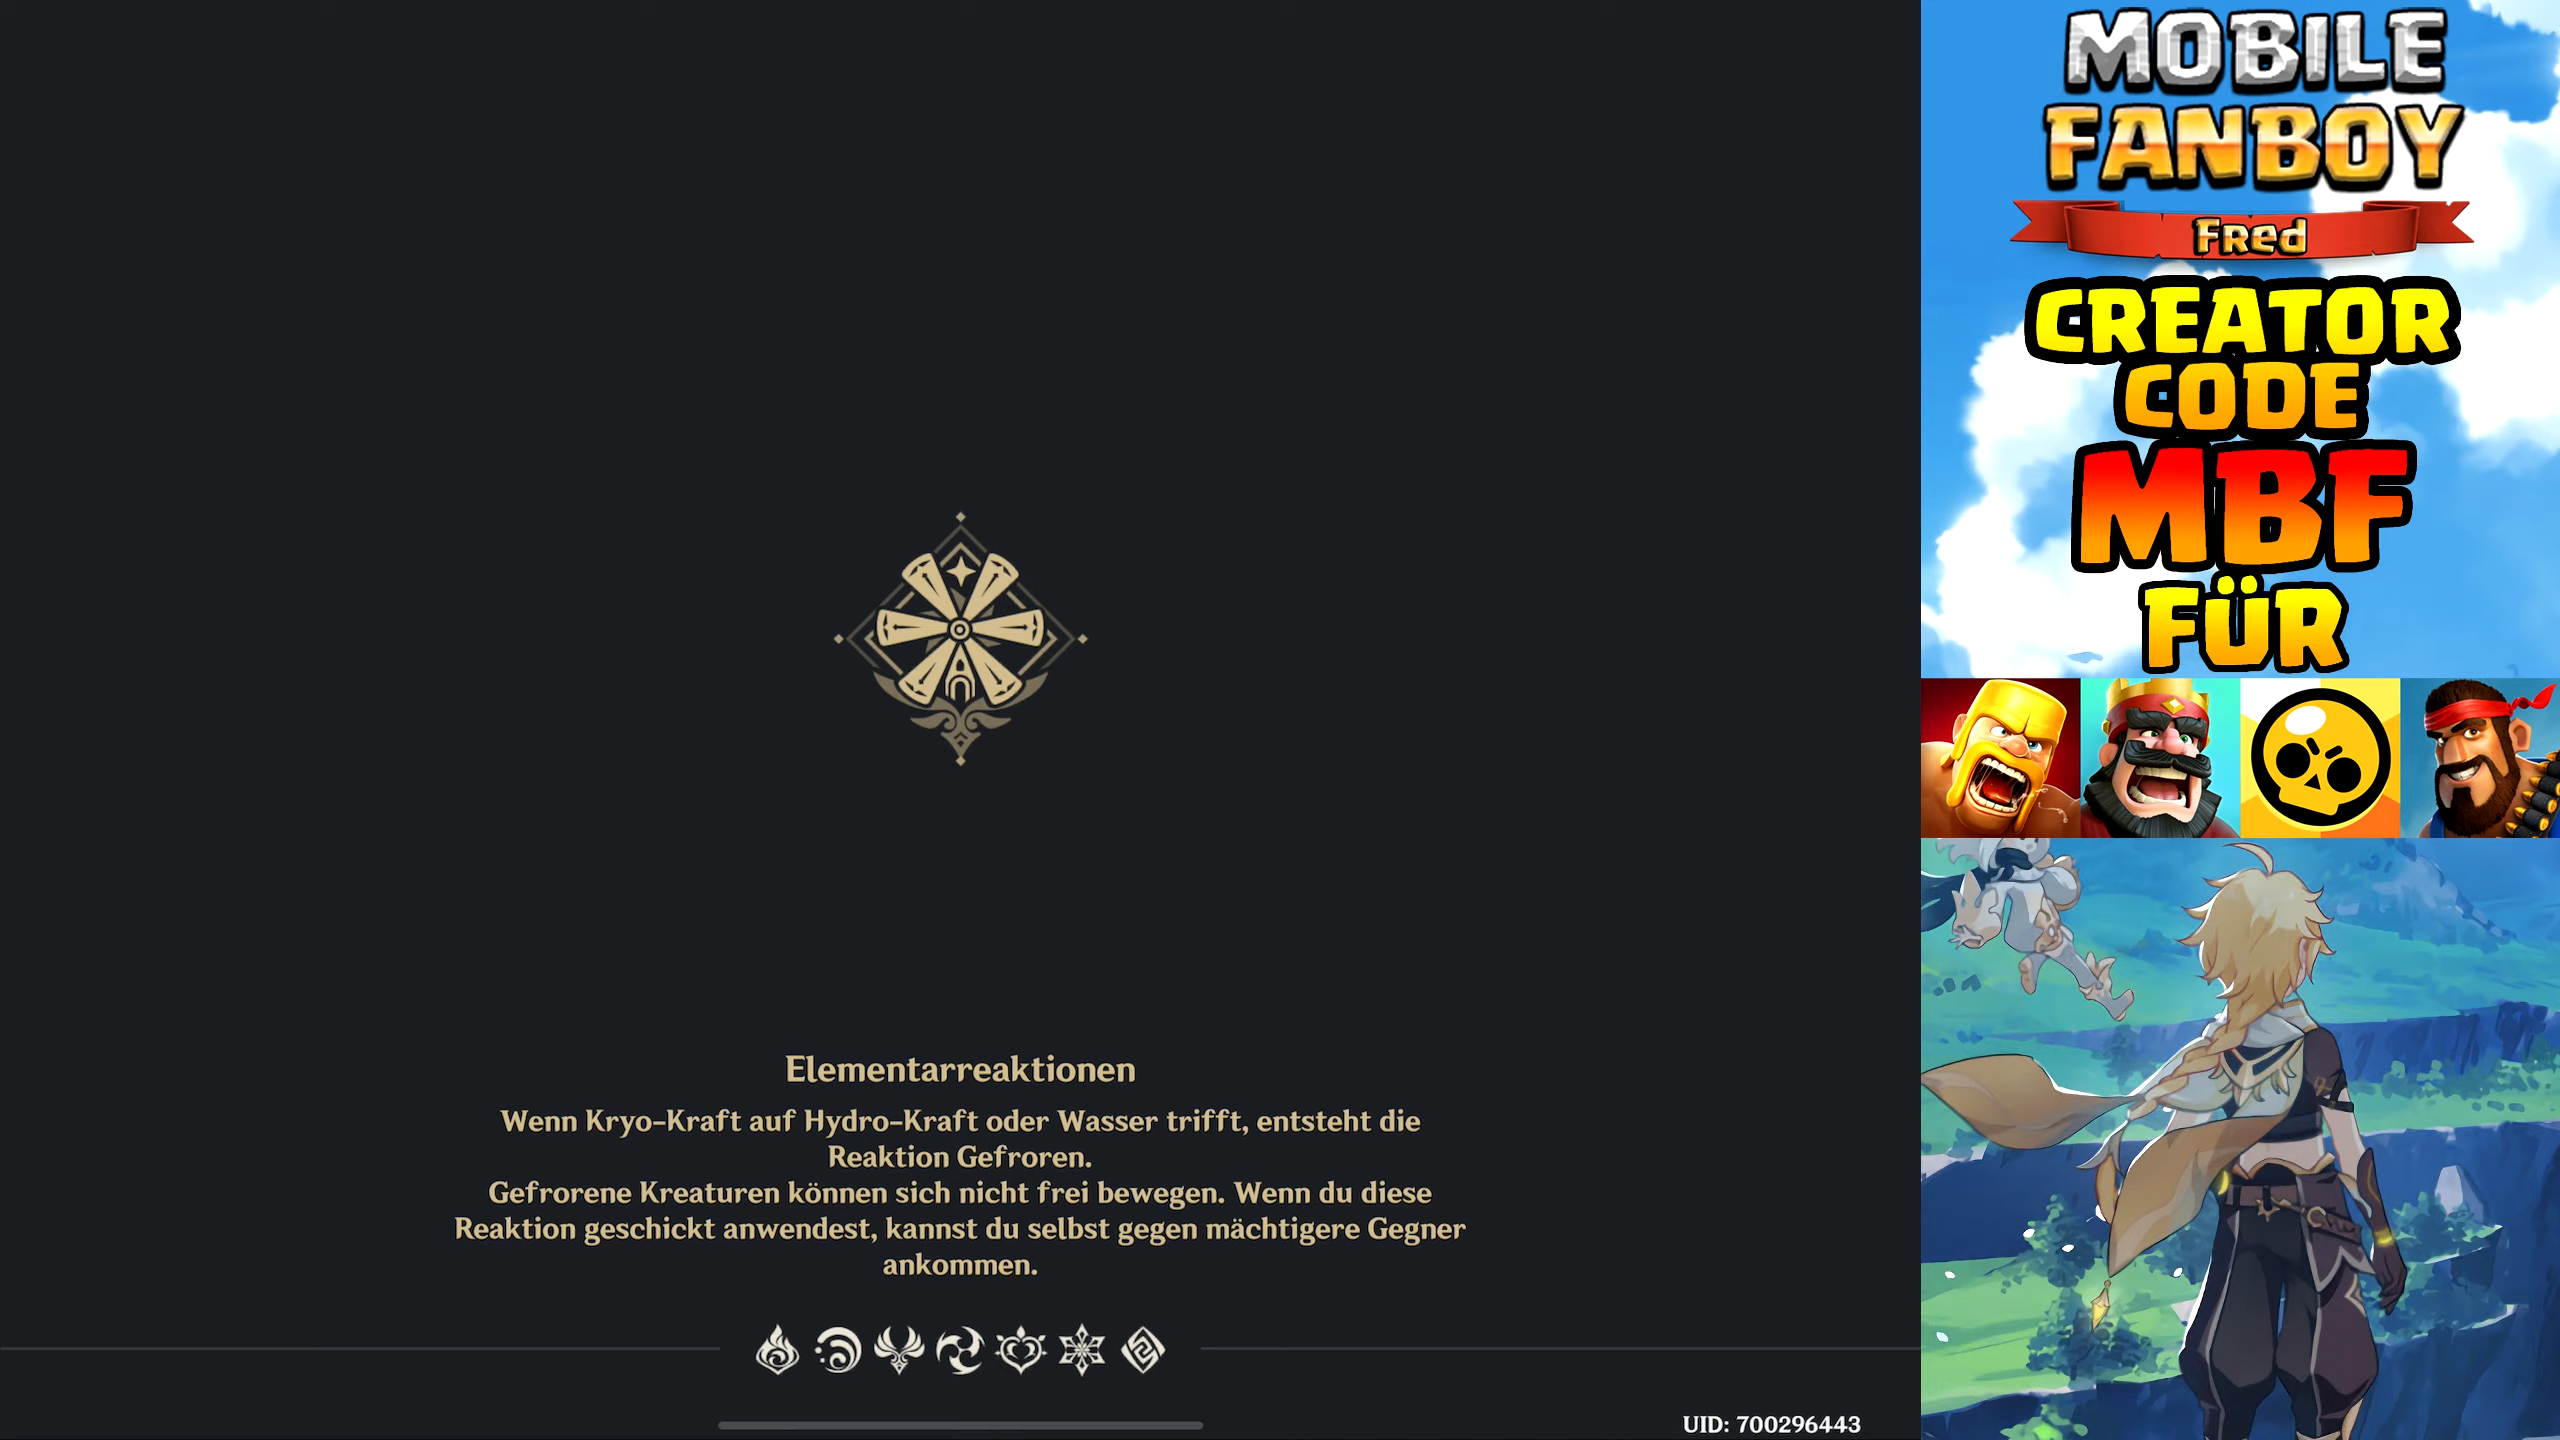 Elementarreaktionen
Wenn Kryo-Kraft auf Hydro-Kraft oder Wasser trifft, entsteht die
Reaktion Gefroren.
Gefrorene Kreaturen können sich nicht frei bewegen. Wenn du diese
Reaktion geschickt anwendest, kannst du selbst gegen mächtigere Gegner
ankommen.
UID: 700296443
MOBILE
FANBOY
Fred
CREATOR
CODE
MBF
FÜR